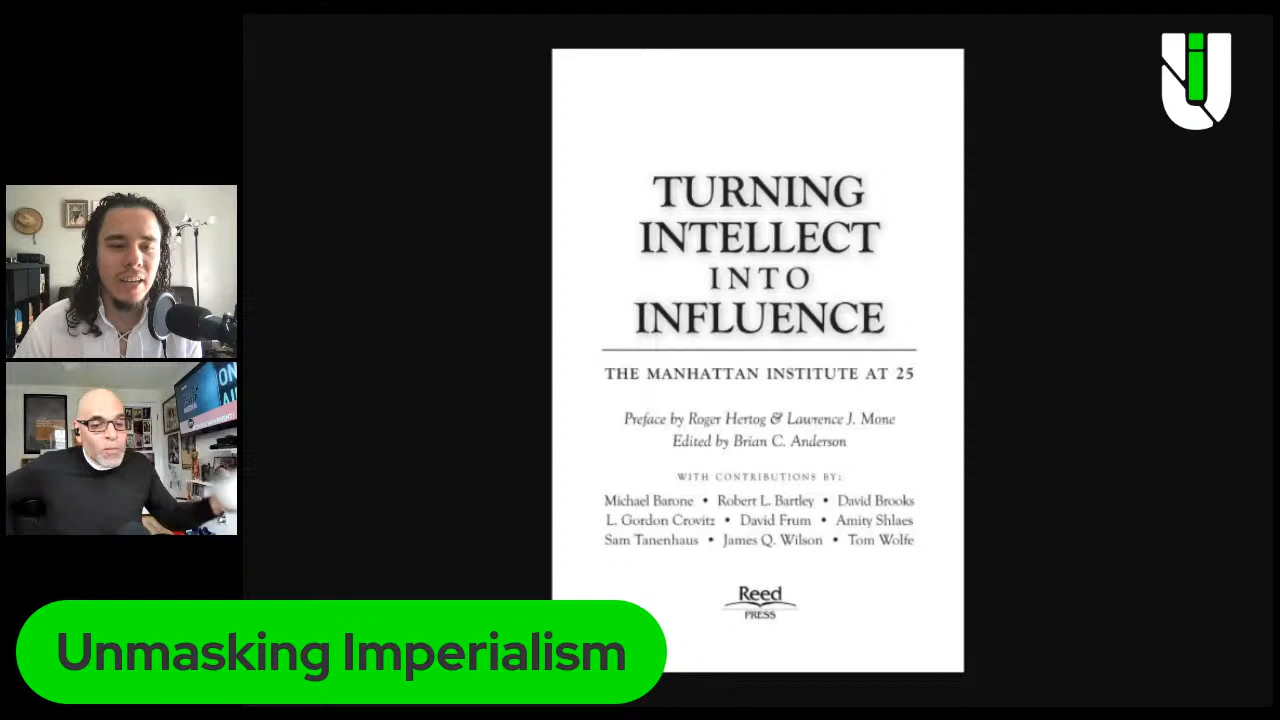 TURNING
INTELLECT
INTO
INFLUENCE
THE MANHATTAN INSTITUTE AT 25
Preface by Roger Hertog & Lawrence J. Mone
Edited by Brian C. Anderson
WITH CONTRIBUTIONS BY:
Michael Barone • Robert L. Bartley • David Brooks
L. Gordon Crovitz • David Frum • Amity Shlaes
Sam Tanenhaus • James Q. Wilson • Tom Wolfe
Reed
PRESS
Unmasking Imperialism